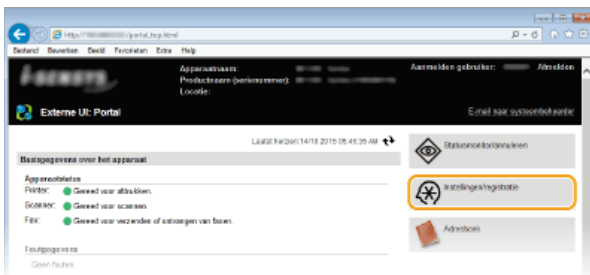 http:// /portal_top.html
Bestand Bewerken Beeld Favorieten Extra Help
Apparaatnaam:
Productnaam (serienummer):
Locatie:
Aanmelden gebruiker: Afmelden
Externe UI: Portal
E-mail naar systeembeheerder
Laatst herzien:14/10 2015 05:45:35 AM
Basisgegevens over het apparaat
Apparaatstatus
Printer: Gereed voor afdrukken.
Scanner: Gereed voor scannen.
Fax: Gereed voor verzenden of ontvangen van faxen.
Foutgegevens
Geen fouten.
Statusmonitor/annuleren
Instellingen/registratie
Adresboek